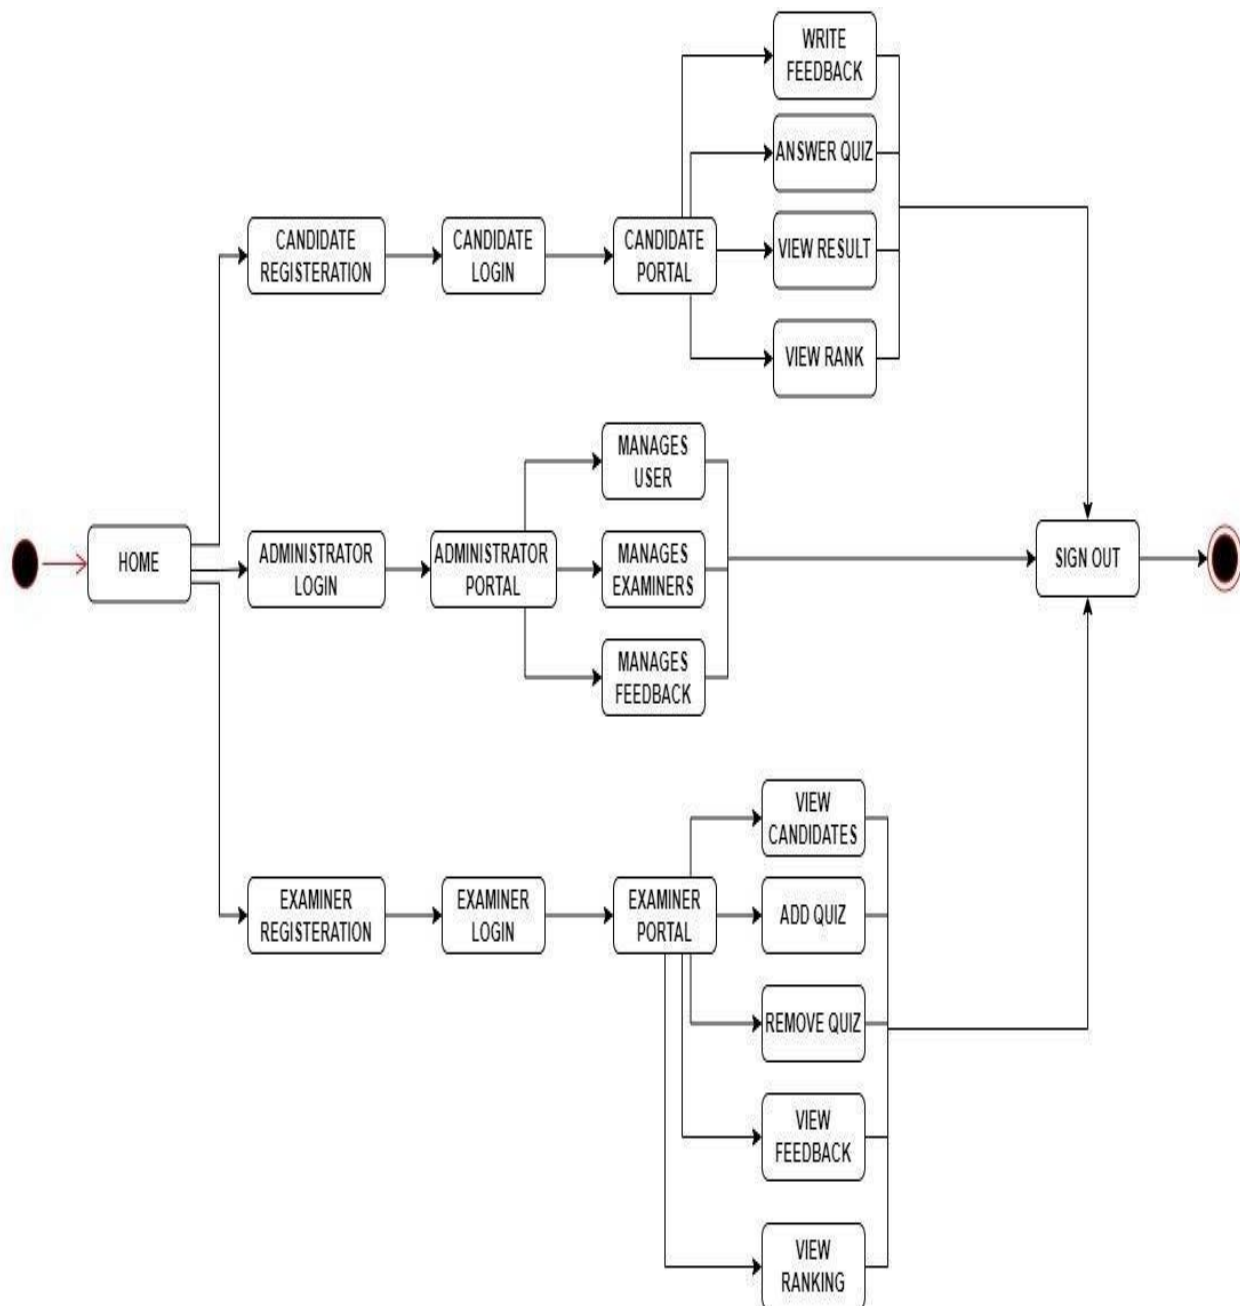 WRITE
FEEDBACK
ANSWER QUIZ
CANDIDATE
REGISTERATION
CANDIDATE
LOGIN
CANDIDATE
PORTAL
VIEW RESULT
VIEW RANK
MANAGES
USER
HOME
ADMINISTRATOR
LOGIN
ADMINISTRATOR
PORTAL
MANAGES
EXAMINERS
SIGN OUT
MANAGES
FEEDBACK
VIEW
CANDIDATES
EXAMINER
REGISTERATION
EXAMINER
LOGIN
EXAMINER
PORTAL
ADD QUIZ
REMOVE QUIZ
VIEW
FEEDBACK
VIEW
RANKING